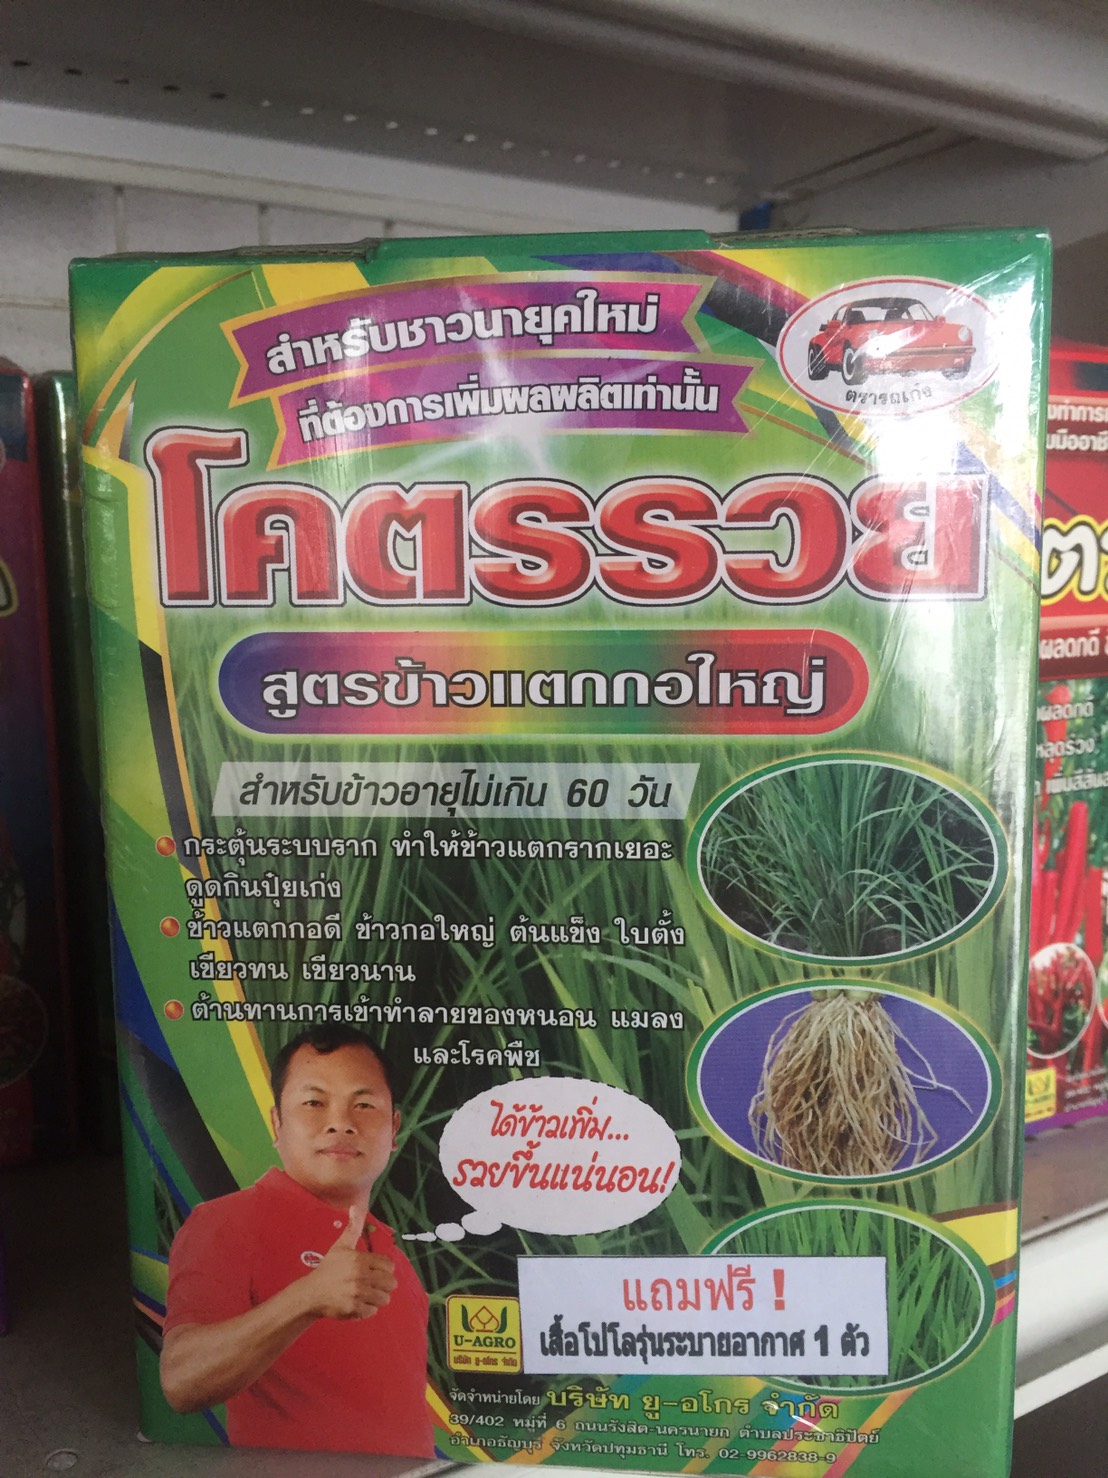 สำหรับชาวนายุคใหม่
ที่ต้องการเพิ่มผลผลิตเท่านั้น
ตรารถเก๋ง
โคตรรวย
สูตรข้าวแตกกอใหญ่
สำหรับข้าวอายุไม่เกิน 60 วัน
กระตุ้นระบบราก ทำให้ข้าวแตกรากเยอะ
ดูดกินปุ๋ยเก่ง
ข้าวแตกกอดี ข้าวกอใหญ่ ต้นแข็ง ใบตั้ง
เขียวทน เขียวนาน
ต้านทานการเข้าทำลายของหนอน แมลง
และโรคพืช
ได้ข้าวเพิ่ม...
รวยขึ้นแน่นอน!
แถมฟรี !
เสื้อโปโลรุ่นระบายอากาศ 1 ตัว
U-AGRO
บริษัท ยู-อโกร จำกัด
จัดจำหน่ายโดย บริษัท ยู-อโกร จำกัด
39/402 หมู่ที่ 6 ถนนรังสิต-นครนายก ตำบลประชาธิปัตย์
อำเภอธัญบุรี จังหวัดปทุมธานี โทร. 02-9962838-9